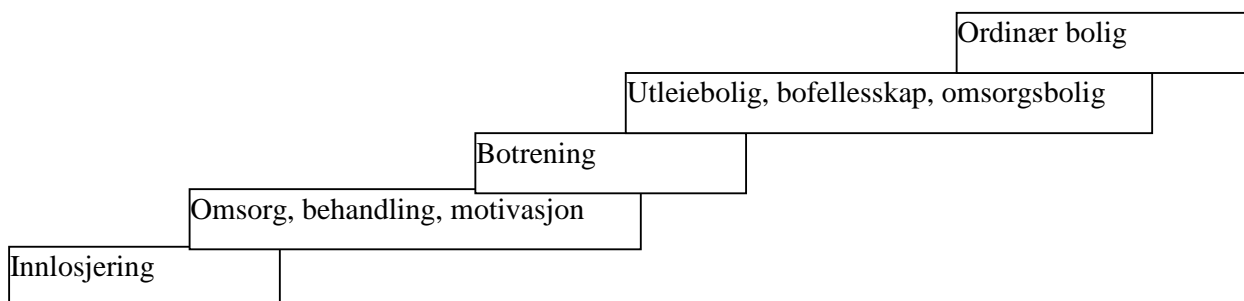 Ordinær bolig
Utleiebolig, bofellesskap, omsorgsbolig
Botrening
Omsorg, behandling, motivasjon
Innlosjering